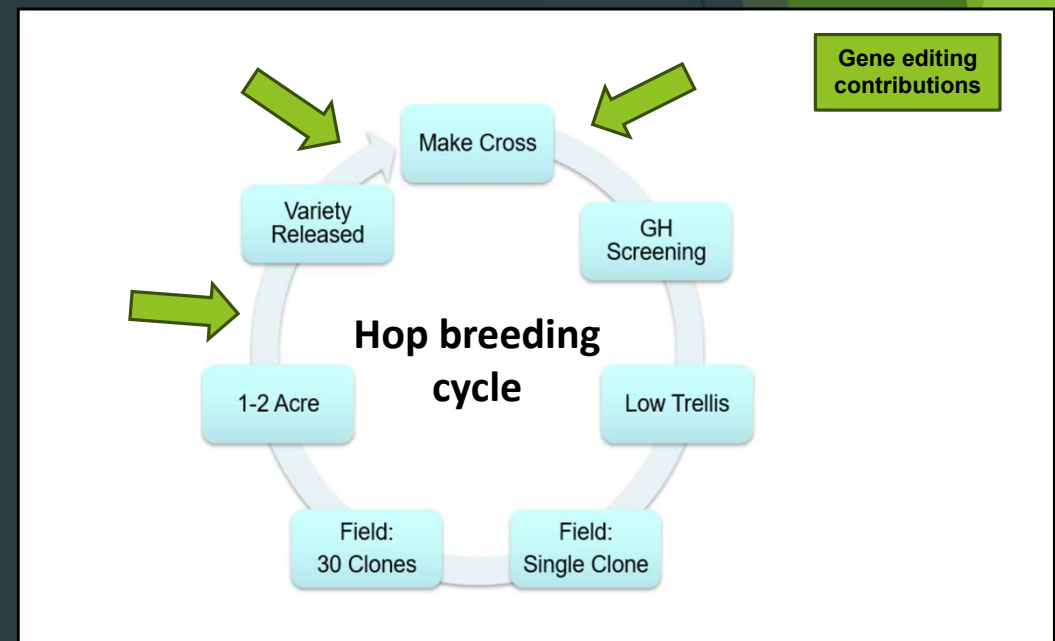 Gene editing
contributions
Make Cross
GH
Screening
Low Trellis
Field:
Single Clone
Field:
30 Clones
1-2 Acre
Variety
Released
Hop breeding
cycle